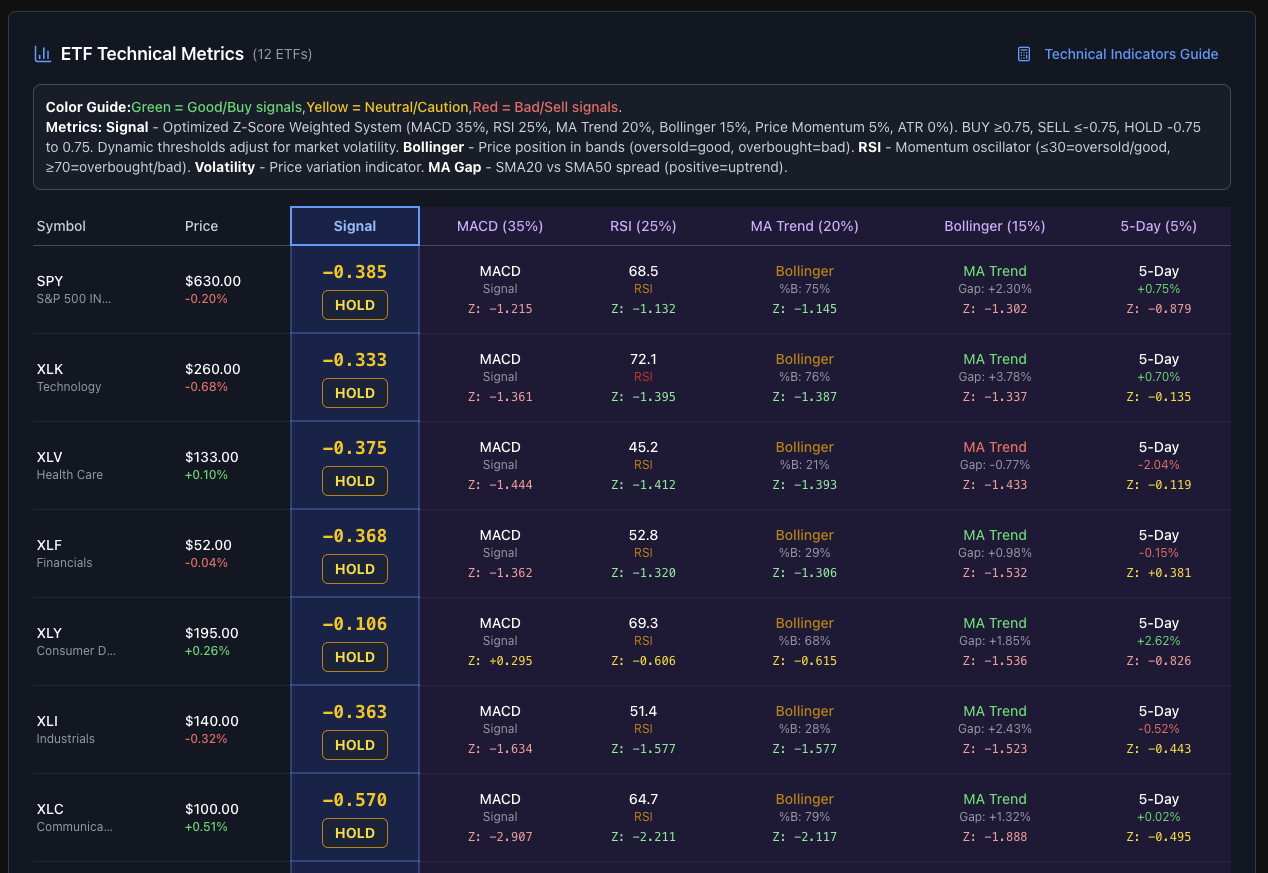 ETF Technical Metrics (12 ETFs)
Technical Indicators Guide
Color Guide:Green = Good/Buy signals,Yellow = Neutral/Caution,Red = Bad/Sell signals.
Metrics: Signal - Optimized Z-Score Weighted System (MACD 35%, RSI 25%, MA Trend 20%, Bollinger 15%, Price Momentum 5%, ATR 0%). BUY ≥0.75, SELL ≤-0.75, HOLD -0.75
to 0.75. Dynamic thresholds adjust for market volatility. Bollinger - Price position in bands (oversold=good, overbought=bad). RSI - Momentum oscillator (≤30=oversold/good,
≥70=overbought/bad). Volatility - Price variation indicator. MA Gap - SMA20 vs SMA50 spread (positive=uptrend).
Symbol Price Signal MACD (35%) RSI (25%) MA Trend (20%) Bollinger (15%) 5-Day (5%)
SPY $630.00 −0.385 MACD 68.5 Bollinger MA Trend 5-Day
S&P 500 IN... -0.20% HOLD Signal RSI %B: 75% Gap: +2.30% +0.75%
Z: −1.215 Z: −1.132 Z: −1.145 Z: −1.302 Z: −0.879
XLK $260.00 −0.333 MACD 72.1 Bollinger MA Trend 5-Day
Technology -0.68% HOLD Signal RSI %B: 76% Gap: +3.78% +0.70%
Z: −1.361 Z: −1.395 Z: −1.387 Z: −1.337 Z: −0.135
XLV $133.00 −0.375 MACD 45.2 Bollinger MA Trend 5-Day
Health Care +0.10% HOLD Signal RSI %B: 21% Gap: -0.77% -2.04%
Z: −1.444 Z: −1.412 Z: −1.393 Z: −1.433 Z: −0.119
XLF $52.00 −0.368 MACD 52.8 Bollinger MA Trend 5-Day
Financials -0.04% HOLD Signal RSI %B: 29% Gap: +0.98% -0.15%
Z: −1.362 Z: −1.320 Z: −1.306 Z: −1.532 Z: +0.381
XLY $195.00 −0.106 MACD 69.3 Bollinger MA Trend 5-Day
Consumer D... +0.26% HOLD Signal RSI %B: 68% Gap: +1.85% +2.62%
Z: +0.295 Z: −0.606 Z: −0.615 Z: −1.536 Z: −0.826
XLI $140.00 −0.363 MACD 51.4 Bollinger MA Trend 5-Day
Industrials -0.32% HOLD Signal RSI %B: 28% Gap: +2.43% -0.52%
Z: −1.634 Z: −1.577 Z: −1.577 Z: −1.523 Z: −0.443
XLC $100.00 −0.570 MACD 64.7 Bollinger MA Trend 5-Day
Communica... +0.51% HOLD Signal RSI %B: 79% Gap: +1.32% +0.02%
Z: −2.907 Z: −2.211 Z: −2.117 Z: −1.888 Z: −0.495